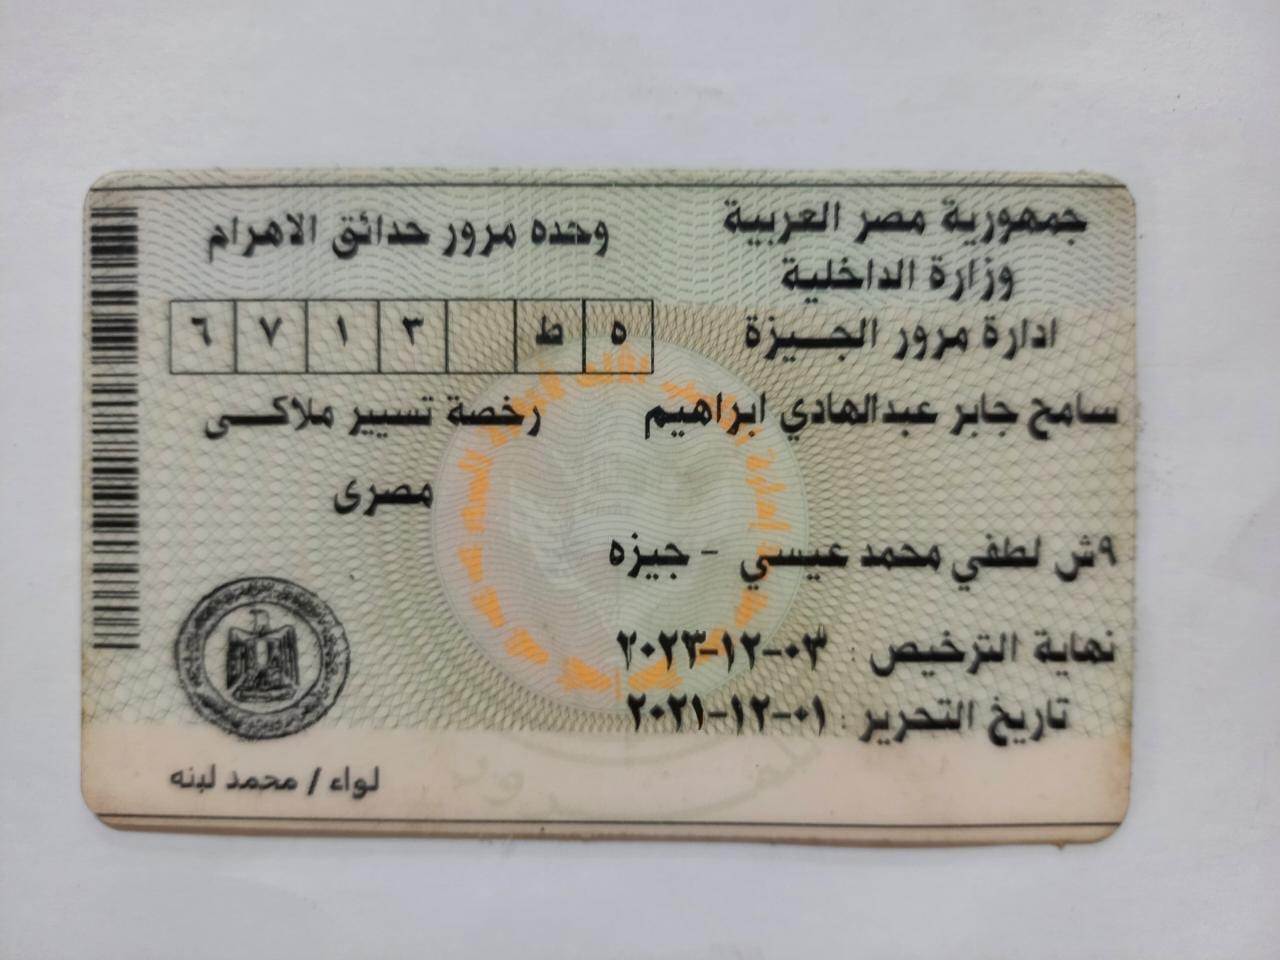 جمهورية مصر العربية
وحده مرور حدائق الاهرام
وزارة الداخلية
ادارة مرور الجيزة
٥ ط ٣ ١ ٧ ٦
سامح جابر عبدالهادي ابراهيم
رخصة تسيير ملاكى
مصرى
٩ش لطفي محمد عيسي - جيزه
نهاية الترخيص : ٠٣-١٢-٢٠٢٣
تاريخ التحرير : ٠١-١٢-٢٠٢١
لواء / محمد لبنه